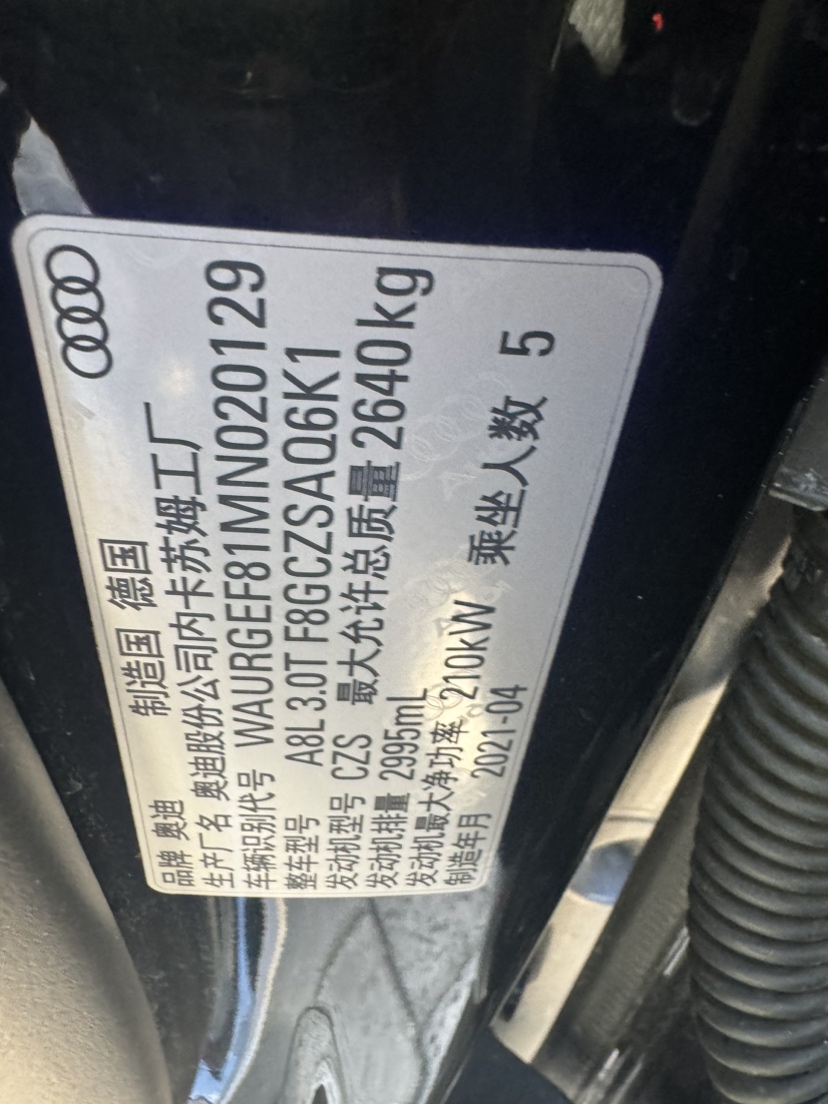 品牌 奥迪 制造国 德国
生产厂名 奥迪股份公司内卡苏姆工厂
车辆识别代号 WAURGEF81MN020129
整车型号 A8L 3.0T F8GCZSAQ6K1
发动机型号 CZS 最大允许总质量 2640kg
发动机排量 2995mL
发动机最大净功率 210kW 乘坐人数 5
制造年月 2021-04